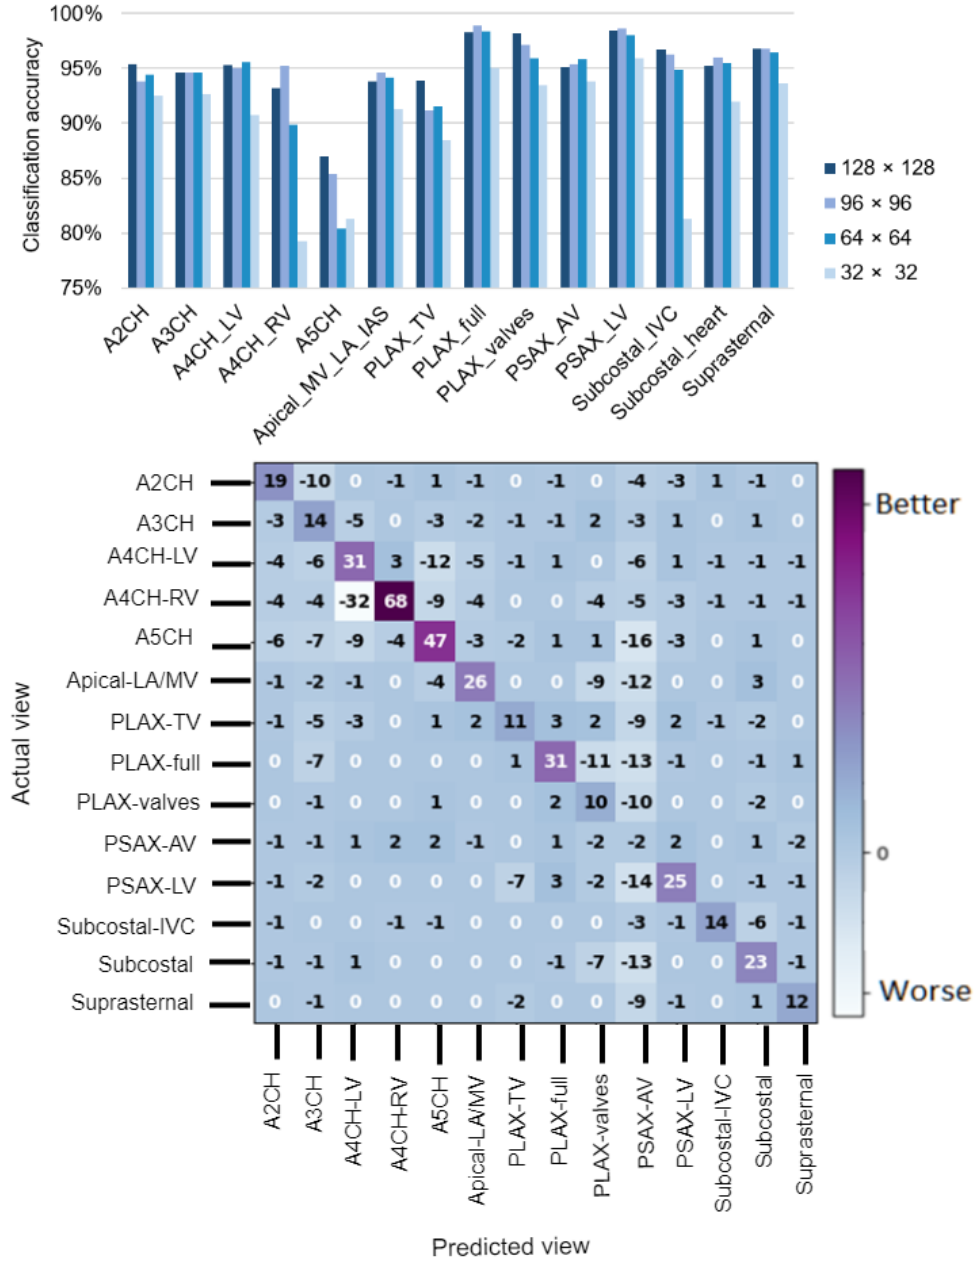 100%
95%
90%
85%
80%
75%
Classification accuracy
128 × 128
96 × 96
64 × 64
32 × 32
A2CH
A3CH
A4CH_LV
A4CH_RV
A5CH
Apical_MV_LA_IAS
PLAX_TV
PLAX_full
PLAX_valves
PSAX_AV
PSAX_LV
Subcostal_IVC
Subcostal_heart
Suprasternal
Actual view
A2CH 19 -10 0 -1 1 -1 0 -1 0 -4 -3 1 -1 0
A3CH -3 14 -5 0 -3 -2 -1 -1 2 -3 1 0 1 0
A4CH-LV -4 -6 31 3 -12 -5 -1 1 0 -6 1 -1 -1 -1
A4CH-RV -4 -4 -32 68 -9 -4 0 0 -4 -5 -3 -1 -1 -1
A5CH -6 -7 -9 -4 47 -3 -2 1 1 -16 -3 0 1 0
Apical-LA/MV -1 -2 -1 0 -4 26 0 0 -9 -12 0 0 3 0
PLAX-TV -1 -5 -3 0 1 2 11 3 2 -9 2 -1 -2 0
PLAX-full 0 -7 0 0 0 0 1 31 -11 -13 -1 0 -1 1
PLAX-valves 0 -1 0 0 1 0 0 2 10 -10 0 0 -2 0
PSAX-AV -1 -1 1 2 2 -1 0 1 -2 -2 2 0 1 -2
PSAX-LV -1 -2 0 0 0 0 -7 3 -2 -14 25 0 -1 -1
Subcostal-IVC -1 0 0 -1 -1 0 0 0 0 -3 -1 14 -6 -1
Subcostal -1 -1 1 0 0 0 0 -1 -7 -13 0 0 23 -1
Suprasternal 0 -1 0 0 0 0 -2 0 0 -9 -1 0 1 12
Better
0
Worse
A2CH
A3CH
A4CH-LV
A4CH-RV
A5CH
Apical-LA/MV
PLAX-TV
PLAX-full
PLAX-valves
PSAX-AV
PSAX-LV
Subcostal-IVC
Subcostal
Suprasternal
Predicted view